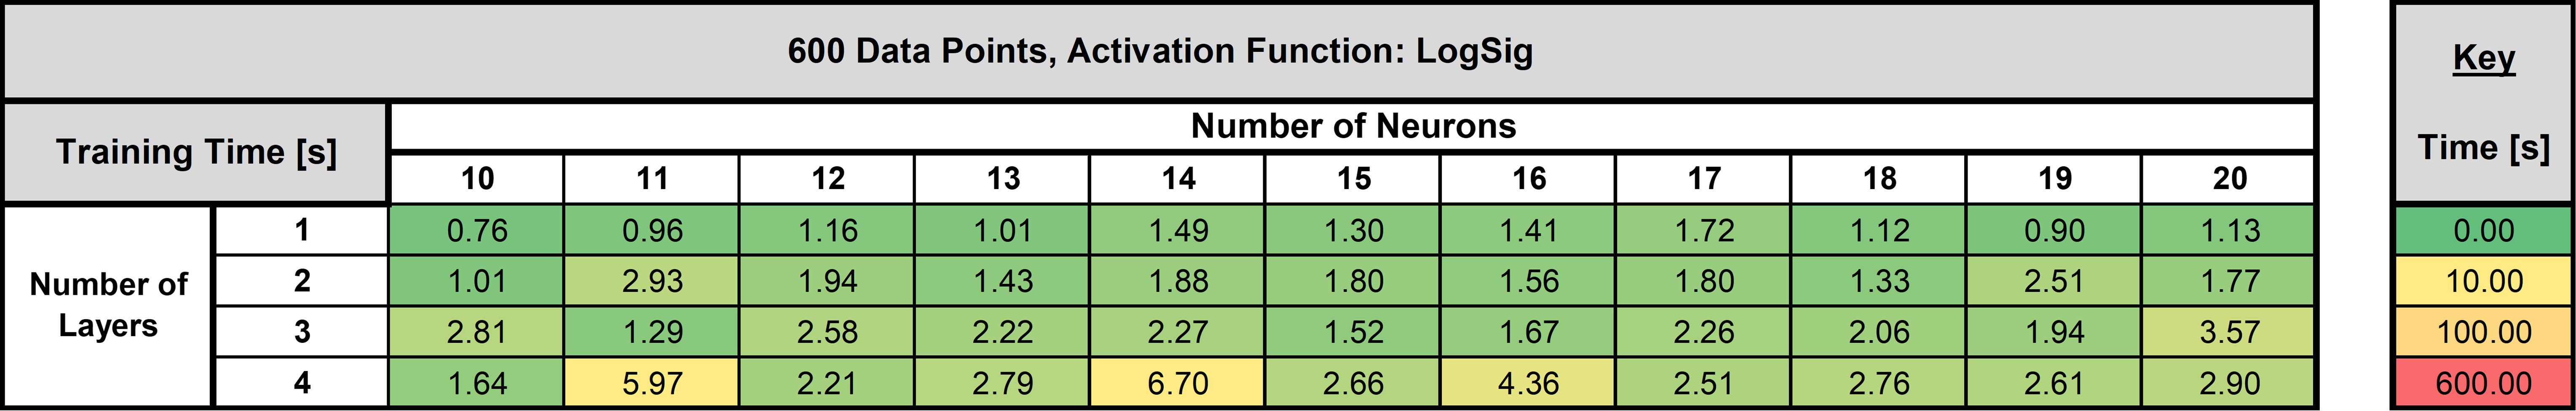 600 Data Points, Activation Function: LogSig
Training Time [s]
Number of Neurons
10 11 12 13 14 15 16 17 18 19 20
Number of
Layers
1 0.76 0.96 1.16 1.01 1.49 1.30 1.41 1.72 1.12 0.90 1.13
2 1.01 2.93 1.94 1.43 1.88 1.80 1.56 1.80 1.33 2.51 1.77
3 2.81 1.29 2.58 2.22 2.27 1.52 1.67 2.26 2.06 1.94 3.57
4 1.64 5.97 2.21 2.79 6.70 2.66 4.36 2.51 2.76 2.61 2.90
Key
Time [s]
0.00
10.00
100.00
600.00